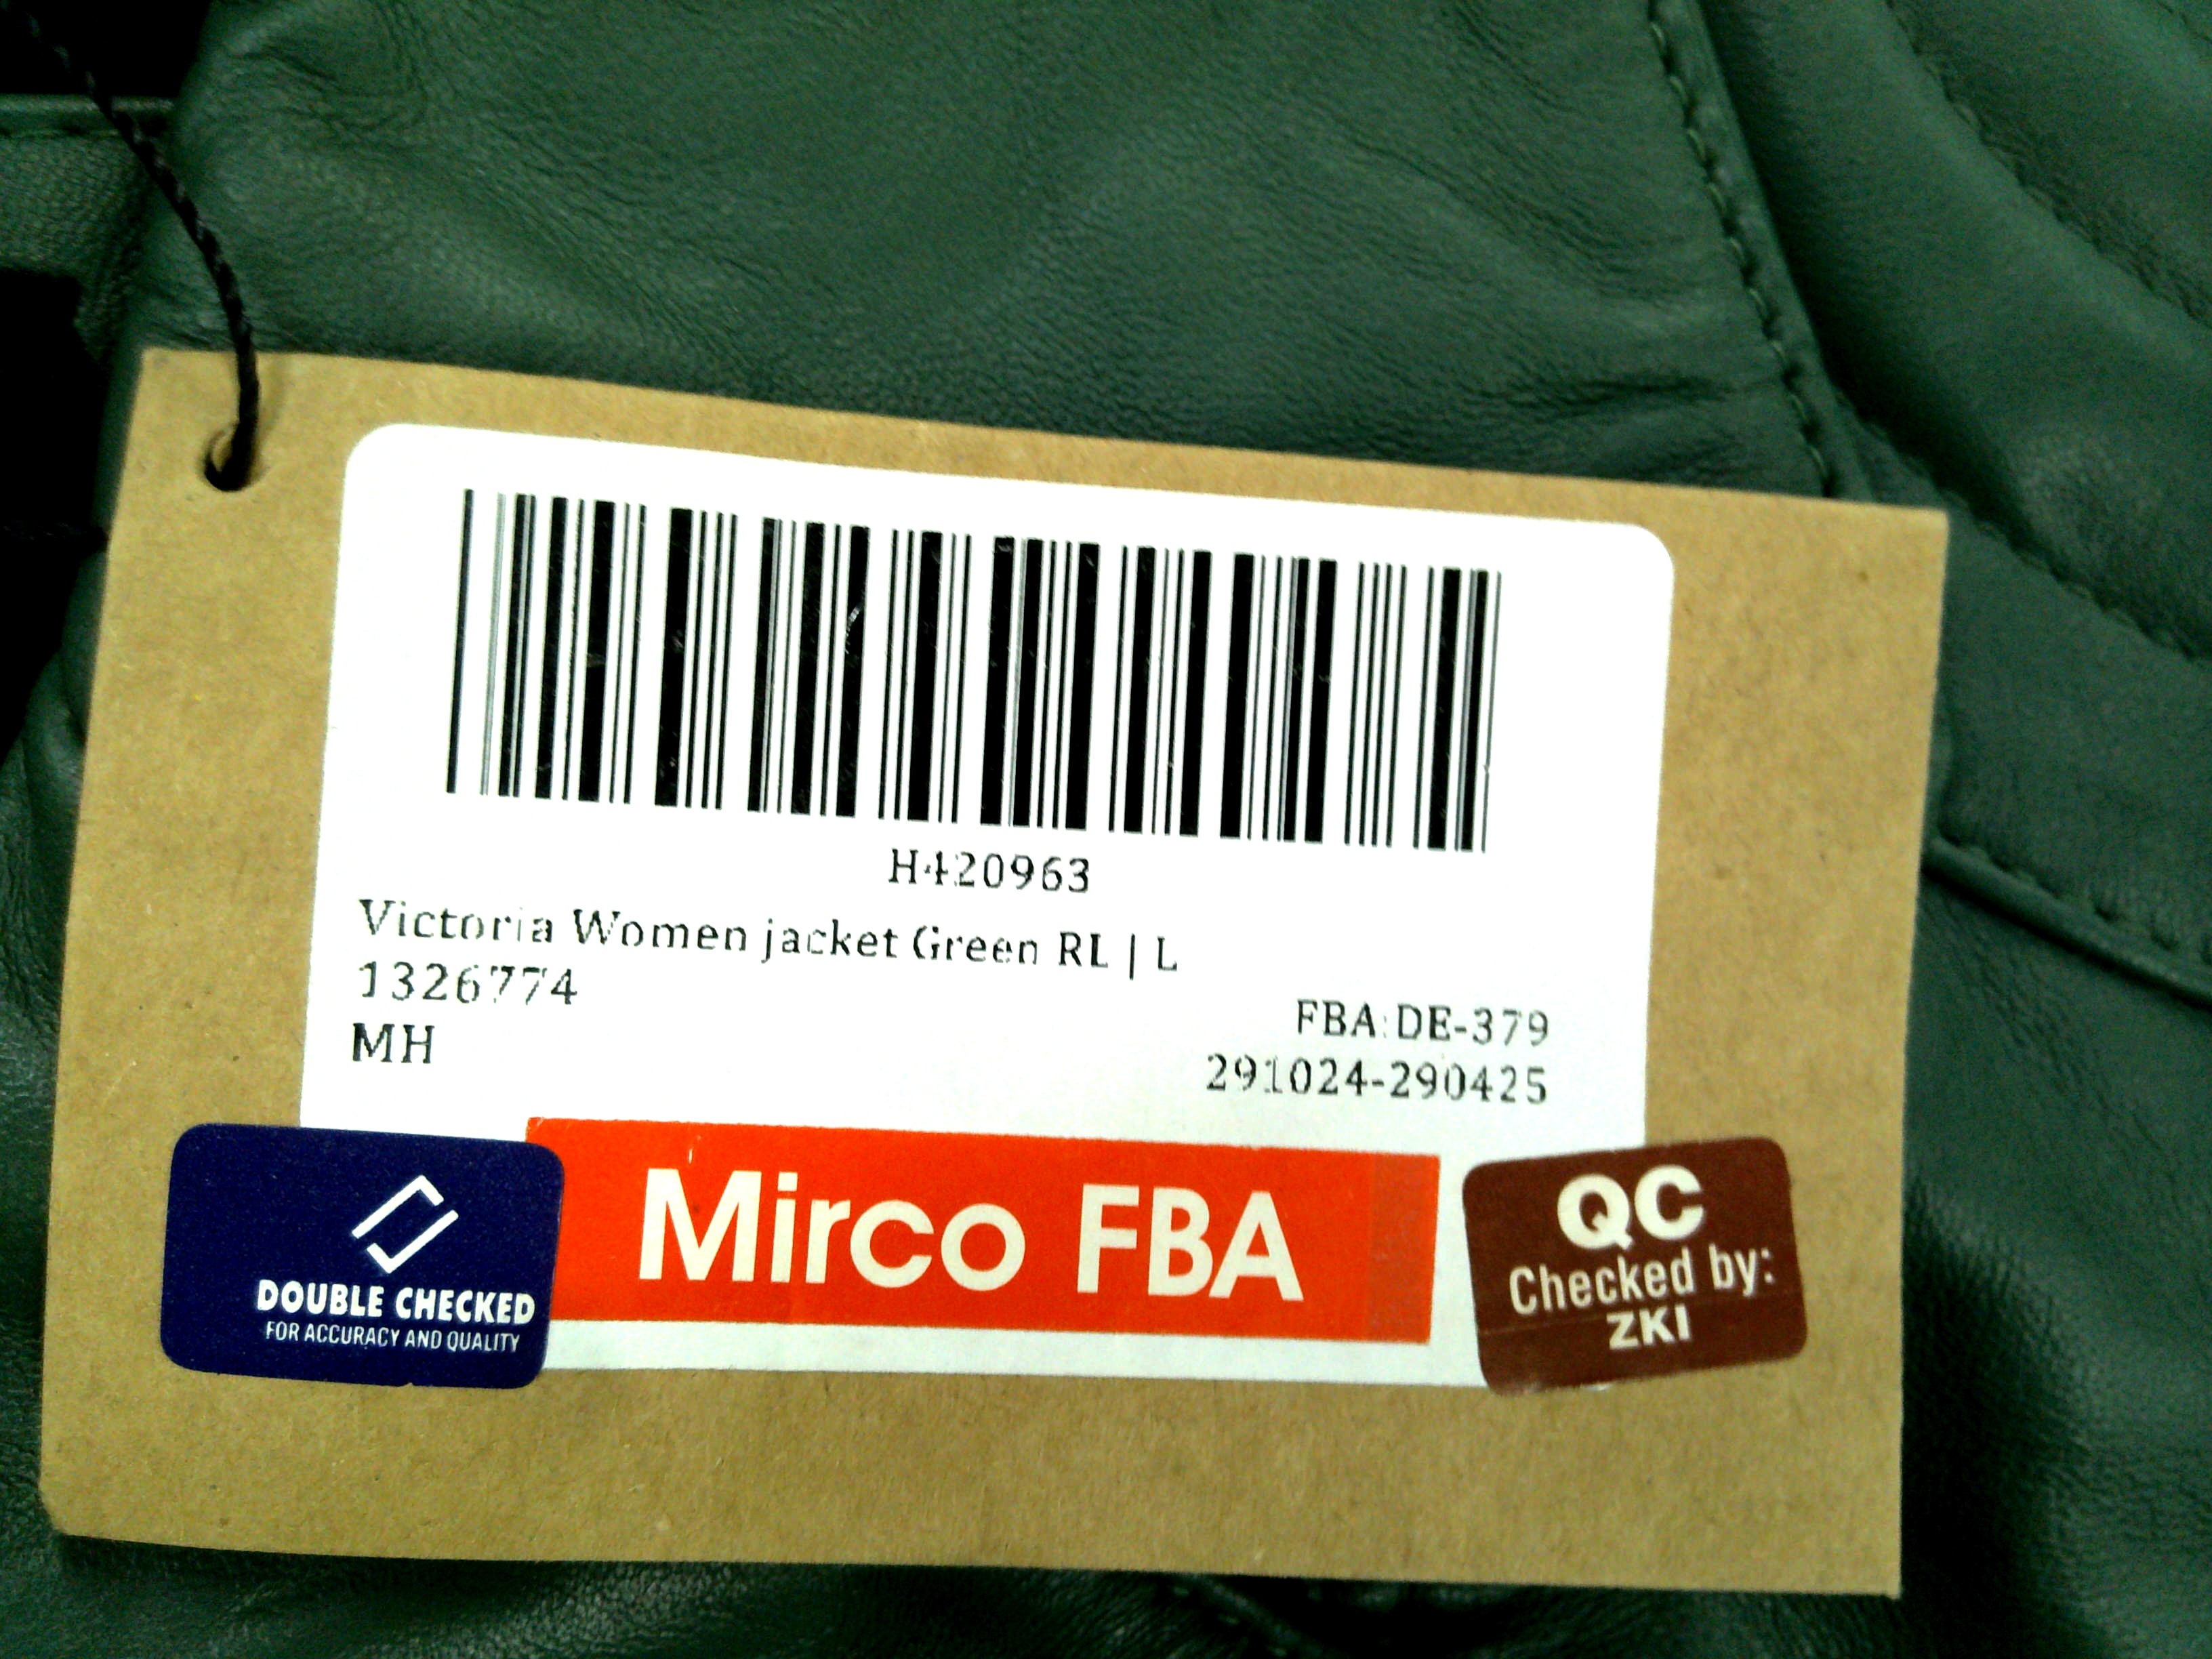 H420963
Victoria Women jacket Green RL | L
1326774
MH
FBA:DE-379
291024-290425
DOUBLE CHECKED
FOR ACCURACY AND QUALITY
Mirco FBA
QC
Checked by:
ZKI